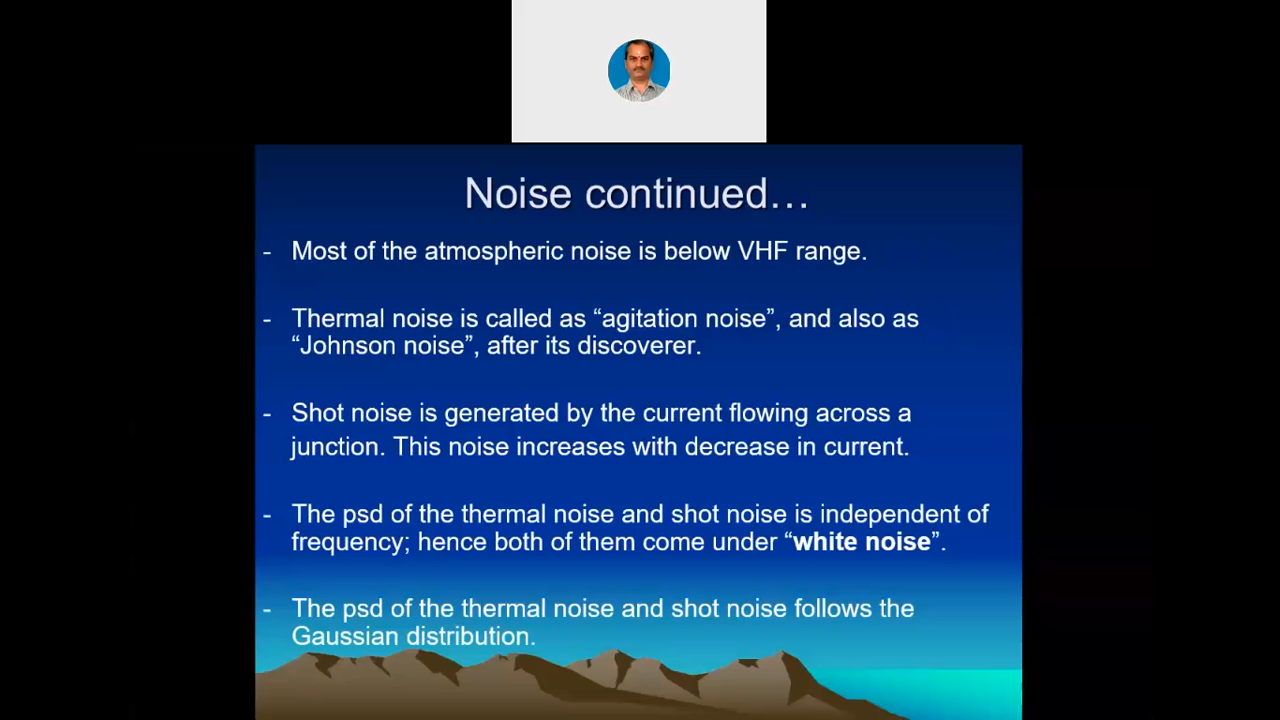 Noise continued...
- Most of the atmospheric noise is below VHF range.
- Thermal noise is called as “agitation noise”, and also as
“Johnson noise”, after its discoverer.
- Shot noise is generated by the current flowing across a
junction. This noise increases with decrease in current.
- The psd of the thermal noise and shot noise is independent of
frequency; hence both of them come under “white noise”.
- The psd of the thermal noise and shot noise follows the
Gaussian distribution.